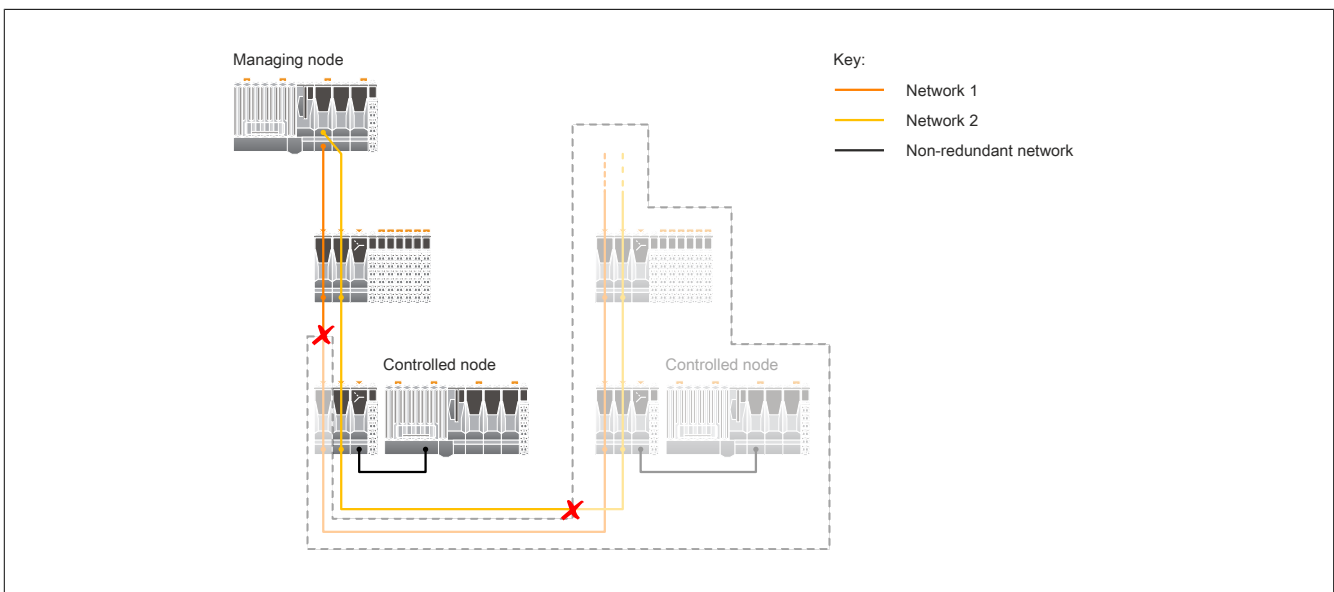 Managing node
Key:
Network 1
Network 2
Non-redundant network
Controlled node
Controlled node